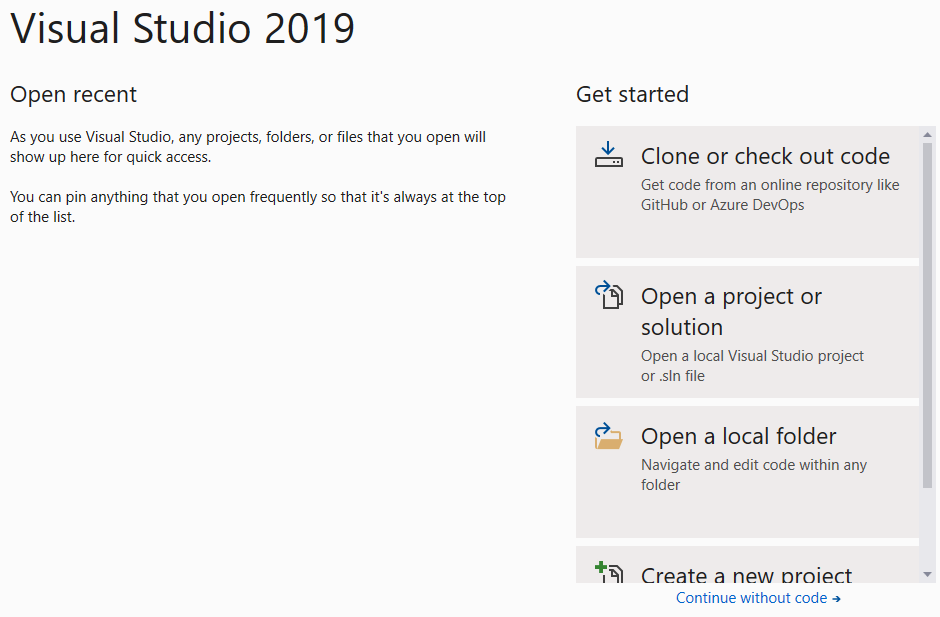 Visual Studio 2019
Open recent
As you use Visual Studio, any projects, folders, or files that you open will
show up here for quick access.
You can pin anything that you open frequently so that it's always at the top
of the list.
Get started
Clone or check out code
Get code from an online repository like
GitHub or Azure DevOps
Open a project or
solution
Open a local Visual Studio project
or .sln file
Open a local folder
Navigate and edit code within any
folder
Create a new project
Continue without code →